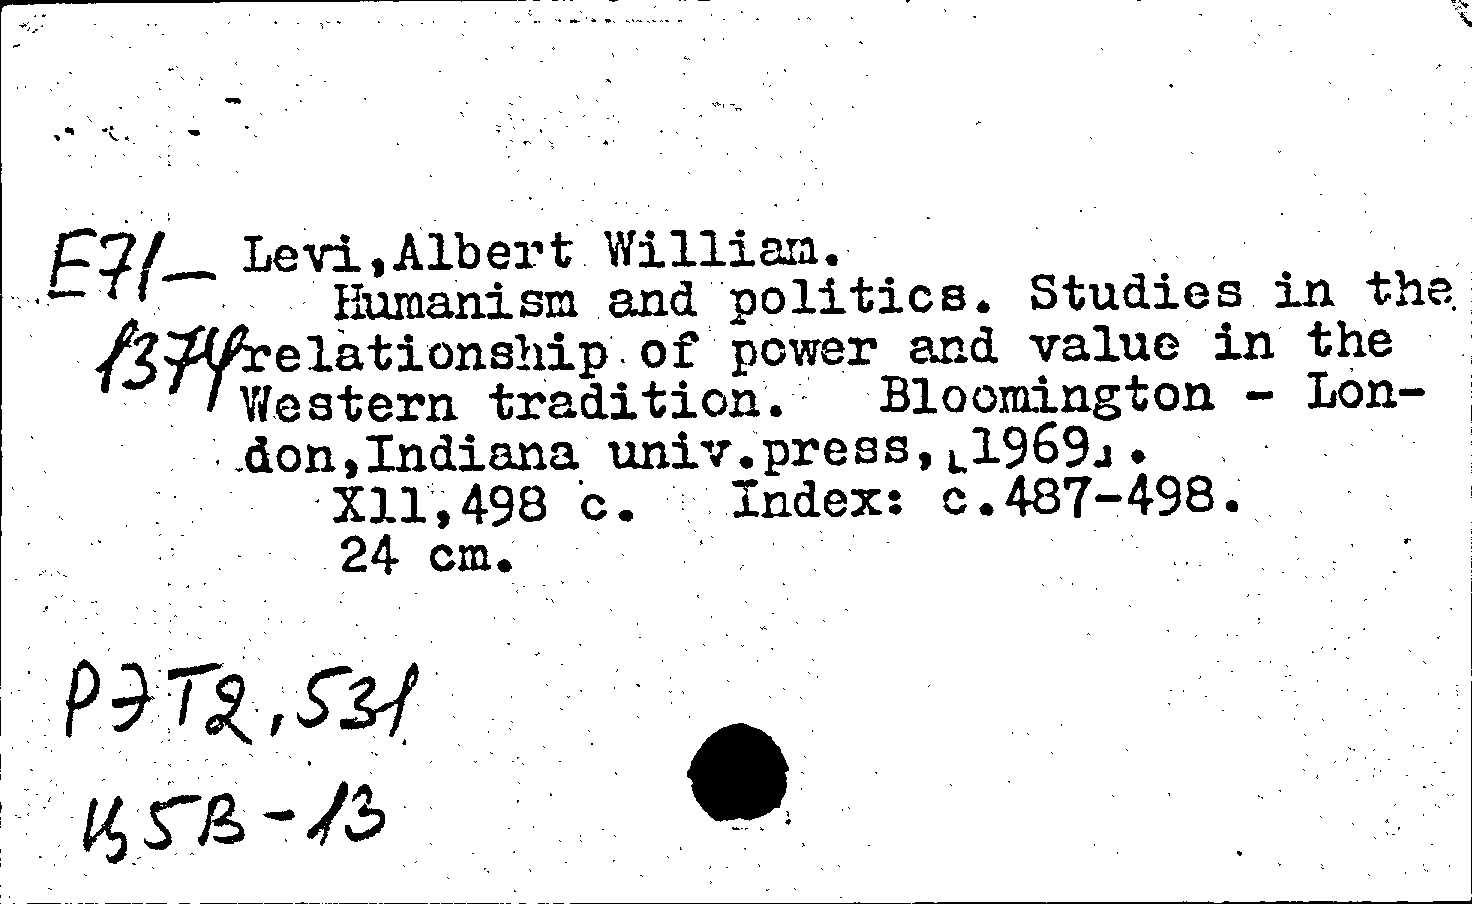 E71- Levi,Albert William.
Humanism and politics. Studies in the
1374 relationship of power and value in the
Western tradition. Bloomington - Lon-
don,Indiana univ.press,[1969].
X11,498 c. Index: c.487-498.
24 cm.
РЭТ2,531
Ц5В-13